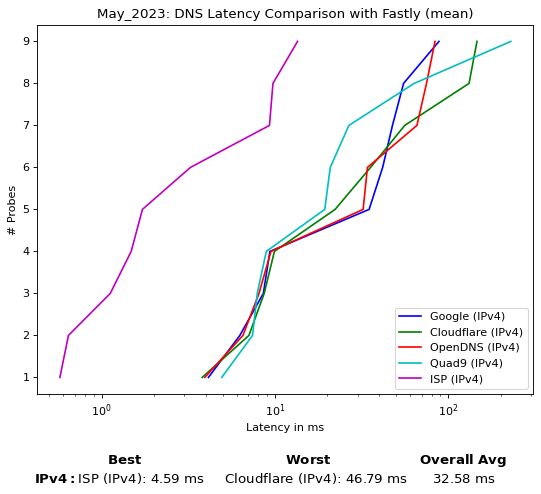 May_2023: DNS Latency Comparison with Fastly (mean)
# Probes
9
8
7
6
5
4
3
2
1
Google (IPv4)
Cloudflare (IPv4)
OpenDNS (IPv4)
Quad9 (IPv4)
ISP (IPv4)
10⁰ 10¹ 10²
Latency in ms
Best Worst Overall Avg
IPv4: ISP (IPv4): 4.59 ms Cloudflare (IPv4): 46.79 ms 32.58 ms